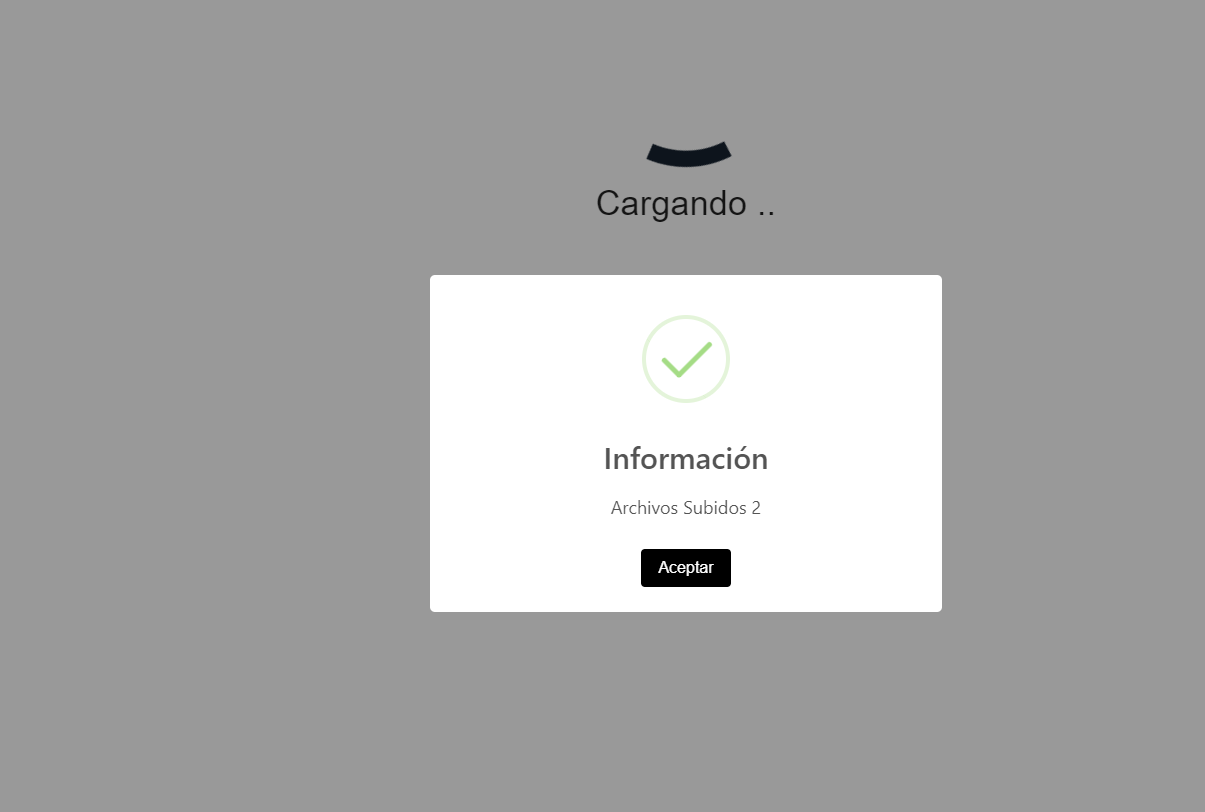 Cargando ..
Información
Archivos Subidos 2
Aceptar